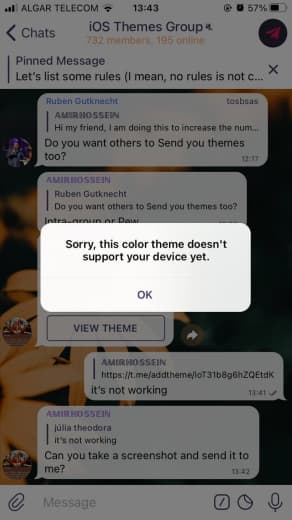 ALGAR TELECOM
13:43
57%
Chats
iOS Themes Group
732 members, 195 online
Pinned Message
Let's list some rules (I mean, no rules is not c...
Ruben Gutknecht
tosbsas
AMIRHOSSEIN
Hi my friend, I am doing this to increase the num...
Do you want others to Send you themes
too?
12:17
AMIRHOSSEIN
Ruben Gutknecht
Do you want others to Send you themes too?
Intra-group or
Sorry, this color theme doesn't
support your device yet.
OK
VIEW THEME
AMIRHOSSEIN
https://t.me/addtheme/IoT31b8g6hZQEtdK
it's not working
13:41
AMIRHOSSEIN
júlia theodora
it's not working
Can you take a screenshot and send it to
me?
13:42
Message